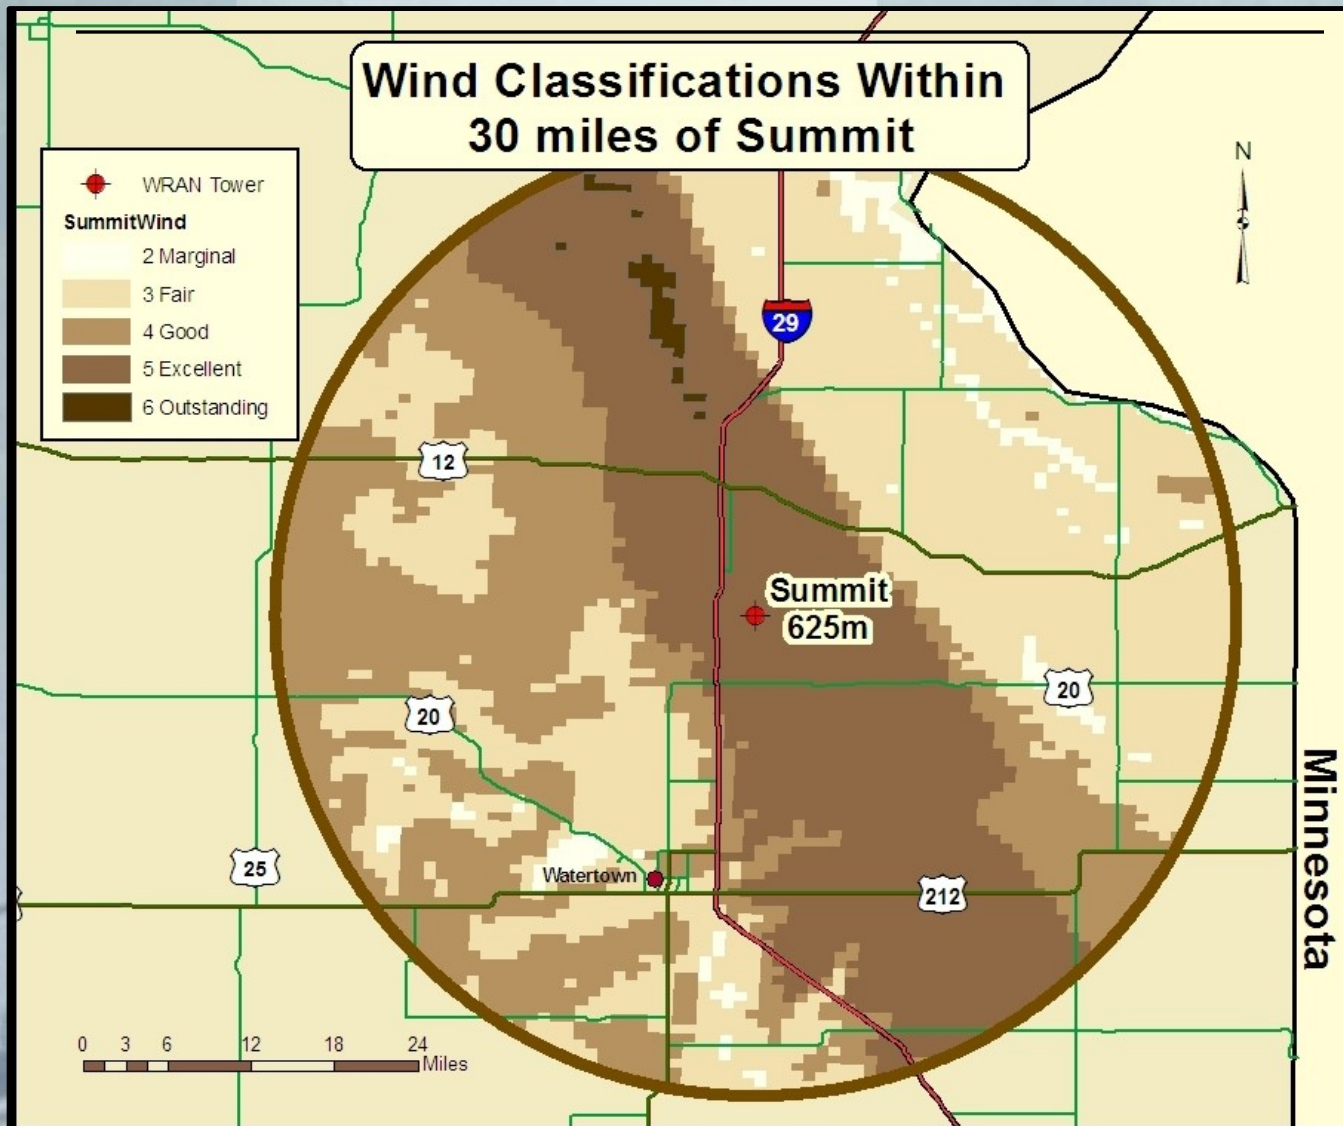 Wind Classifications Within
30 miles of Summit
N
WRAN Tower
SummitWind
2 Marginal
3 Fair
4 Good
5 Excellent
6 Outstanding
29
12
Summit
625m
20
20
Minnesota
25
Watertown
212
0 3 6 12 18 24
Miles